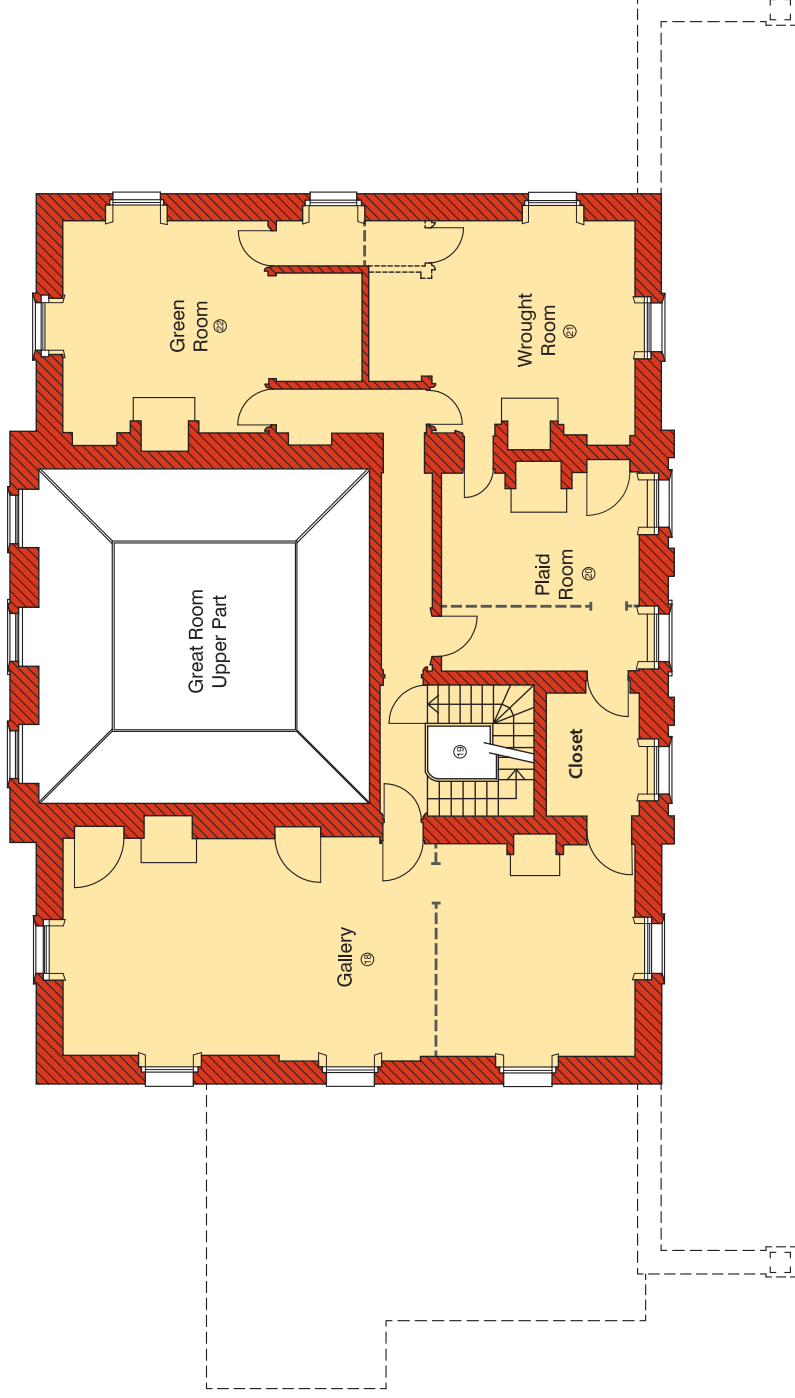 Green
Room
22
Wrought
Room
21
Great Room
Upper Part
Plaid
Room
20
19
Closet
Gallery
18